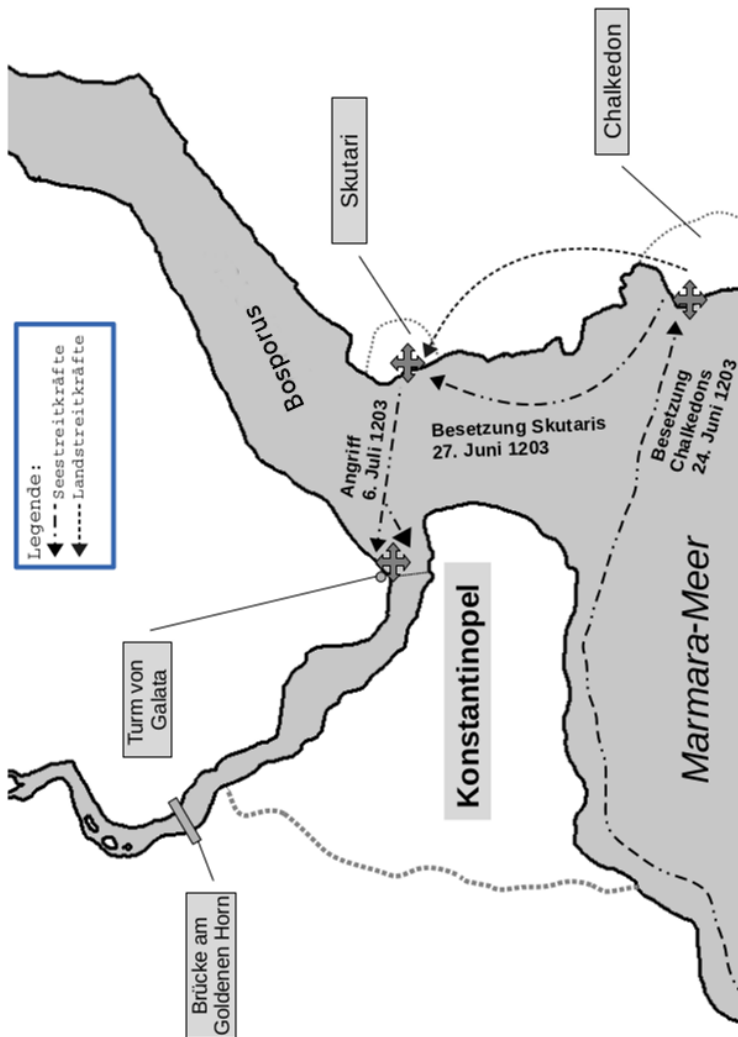 Legende:
Seestreitkräfte
Landstreitkräfte
Bosporus
Skutari
Chalkedon
Angriff
6. Juli 1203
Besetzung Skutaris
27. Juni 1203
Besetzung
Chalkedons
24. Juni 1203
Turm von
Galata
Konstantinopel
Marmara-Meer
Brücke am
Goldenen Horn